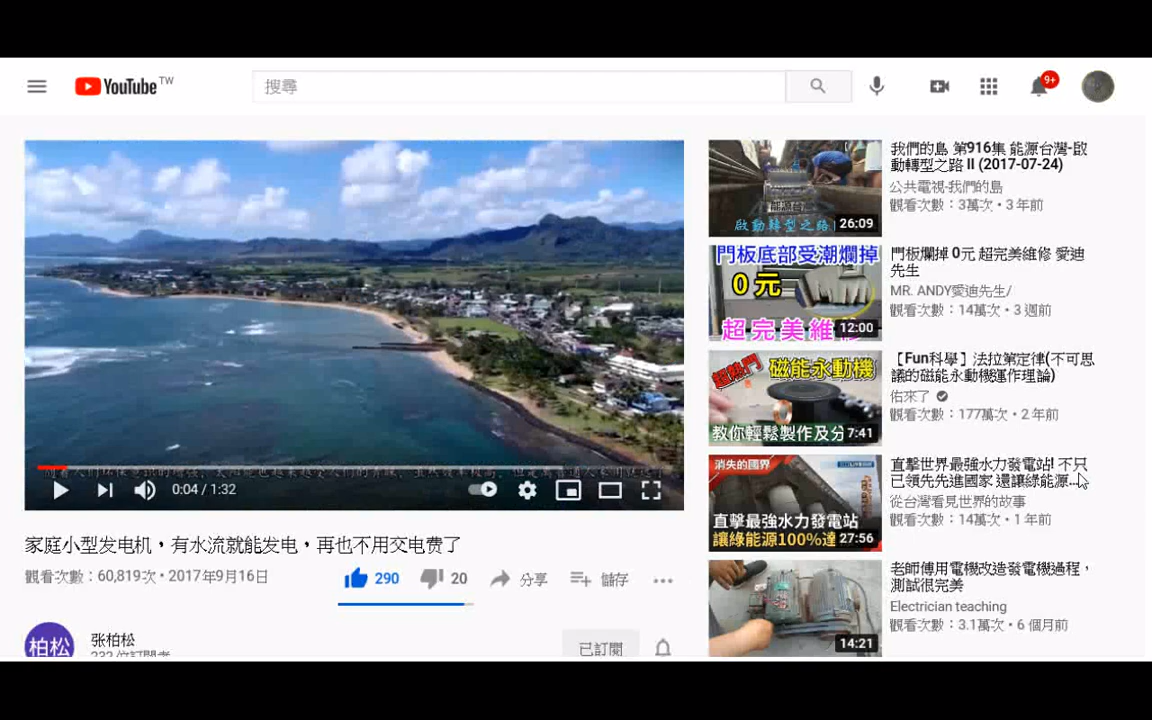 YouTube TW
搜尋
9+
0:04 / 1:32
家庭小型发电机,有水流就能发电,再也不用交电费了
觀看次數:60,819次 • 2017年9月16日
290
20
分享
儲存
柏松
张柏松
232 位訂閱者
已訂閱
啟動轉型之路
26:09
我們的島 第916集 能源台灣-啟
動轉型之路 II (2017-07-24)
公共電視-我們的島
觀看次數:3萬次 • 3 年前
門板底部受潮爛掉
0元
超完美維修
12:00
門板爛掉 0元 超完美維修 愛迪
先生
MR. ANDY愛迪先生/
觀看次數:14萬次 • 3 週前
超熱門
磁能永動機
教你輕鬆製作及分
7:41
【Fun科學】法拉第定律(不可思
議的磁能永動機運作理論)
佑來了
觀看次數:177萬次 • 2 年前
消失的國界
直擊最強水力發電站
讓綠能源100%達
27:56
直擊世界最強水力發電站! 不只
已領先先進國家 還讓綠能源...
從台灣看見世界的故事
觀看次數:14萬次 • 1 年前
14:21
老師傅用電機改造發電機過程,
測試很完美
Electrician teaching
觀看次數:3.1萬次 • 6 個月前